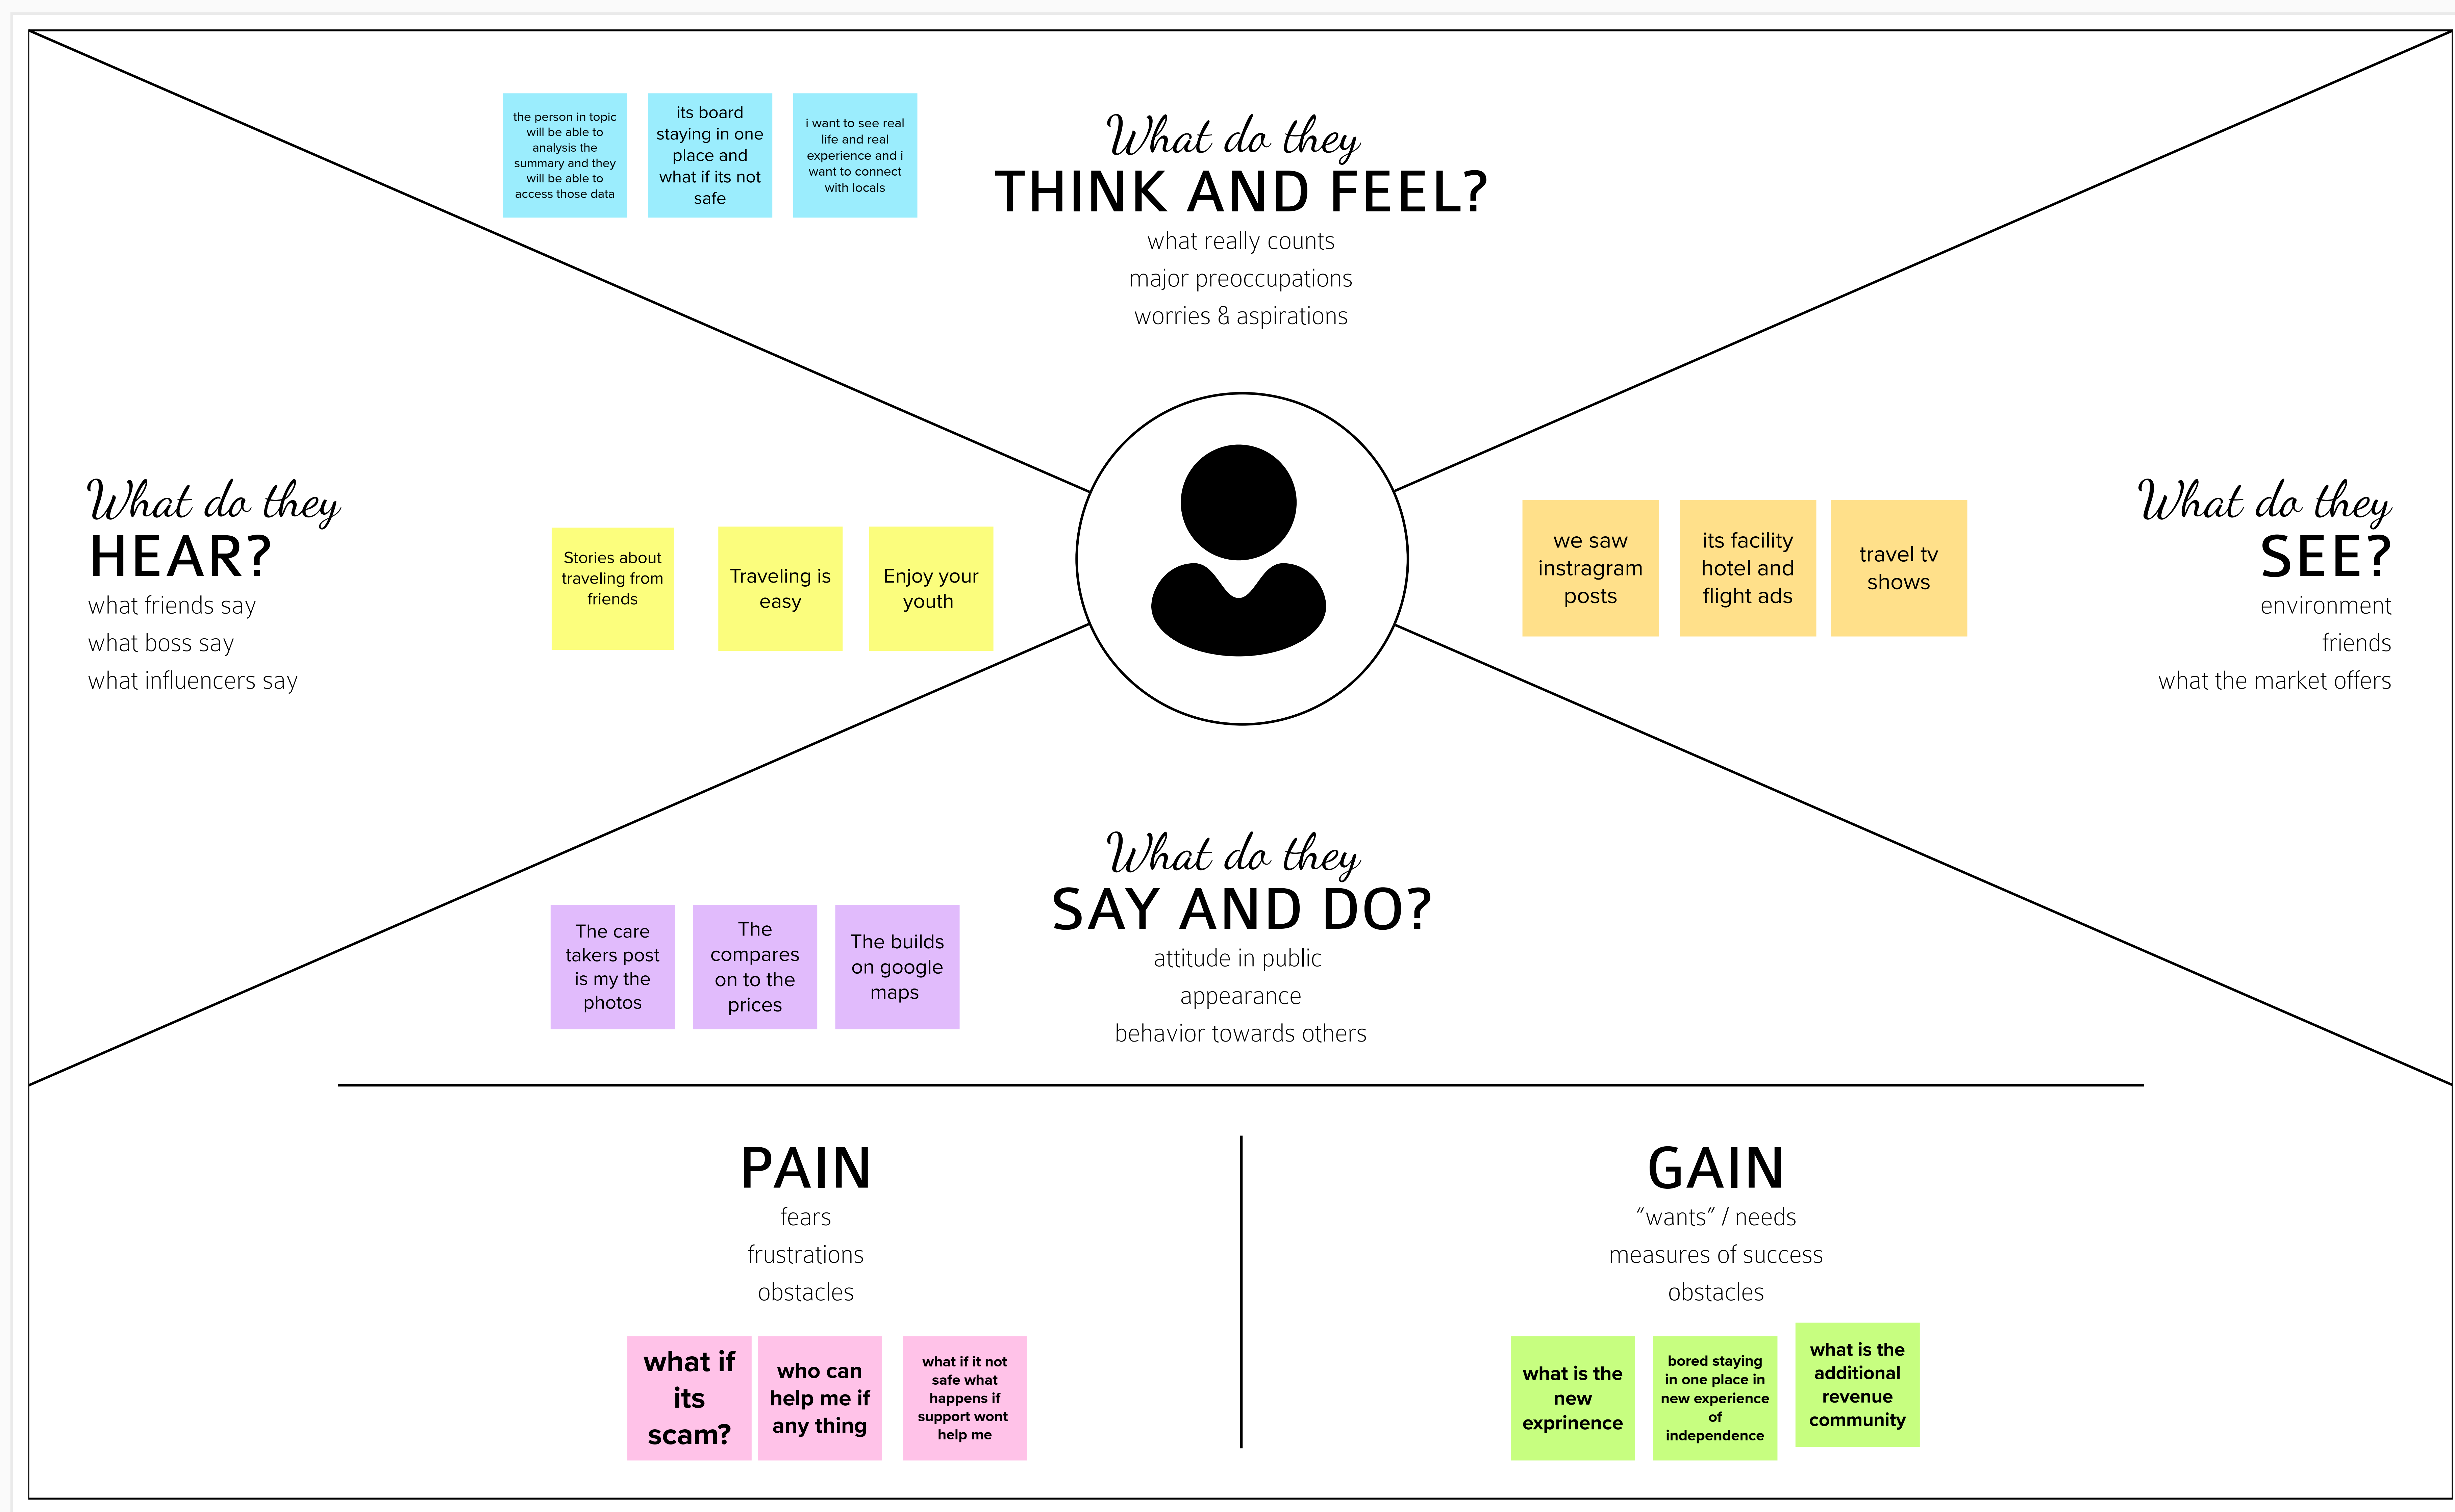 the person in topic
will be able to
analysis the
summary and they
will be able to
access those data
its board
staying in one
place and
what if its not
safe
i want to see real
life and real
experience and i
want to connect
with locals
What do they
THINK AND FEEL?
what really counts
major preoccupations
worries & aspirations
What do they
HEAR?
what friends say
what boss say
what influencers say
Stories about
traveling from
friends
Traveling is
easy
Enjoy your
youth
we saw
instragram
posts
its facility
hotel and
flight ads
travel tv
shows
What do they
SEE?
environment
friends
what the market offers
The care
takers post
is my the
photos
The
compares
on to the
prices
The builds
on google
maps
What do they
SAY AND DO?
attitude in public
appearance
behavior towards others
PAIN
fears
frustrations
obstacles
what if
its
scam?
who can
help me if
any thing
what if it not
safe what
happens if
support wont
help me
GAIN
“wants” / needs
measures of success
obstacles
what is the
new
exprinence
bored staying
in one place in
new experience
of
independence
what is the
additional
revenue
community